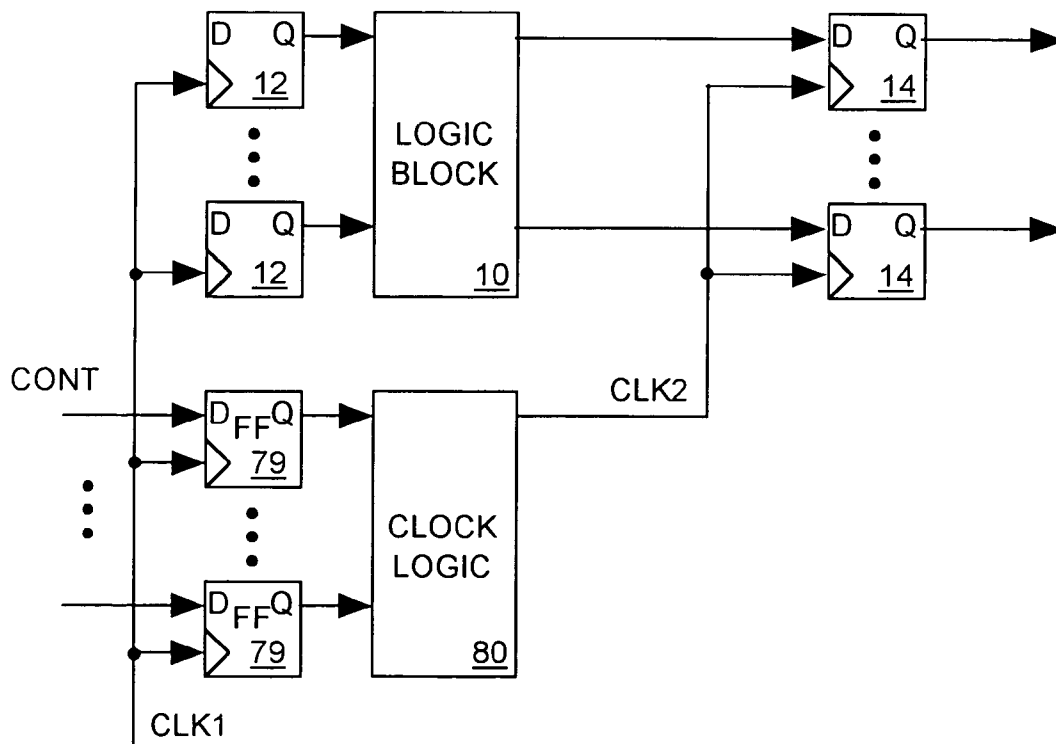 D Q
12
D Q
12
LOGIC
BLOCK
10
D Q
14
D Q
14
CONT
CLK2
D FF Q
79
D FF Q
79
CLOCK
LOGIC
80
CLK1